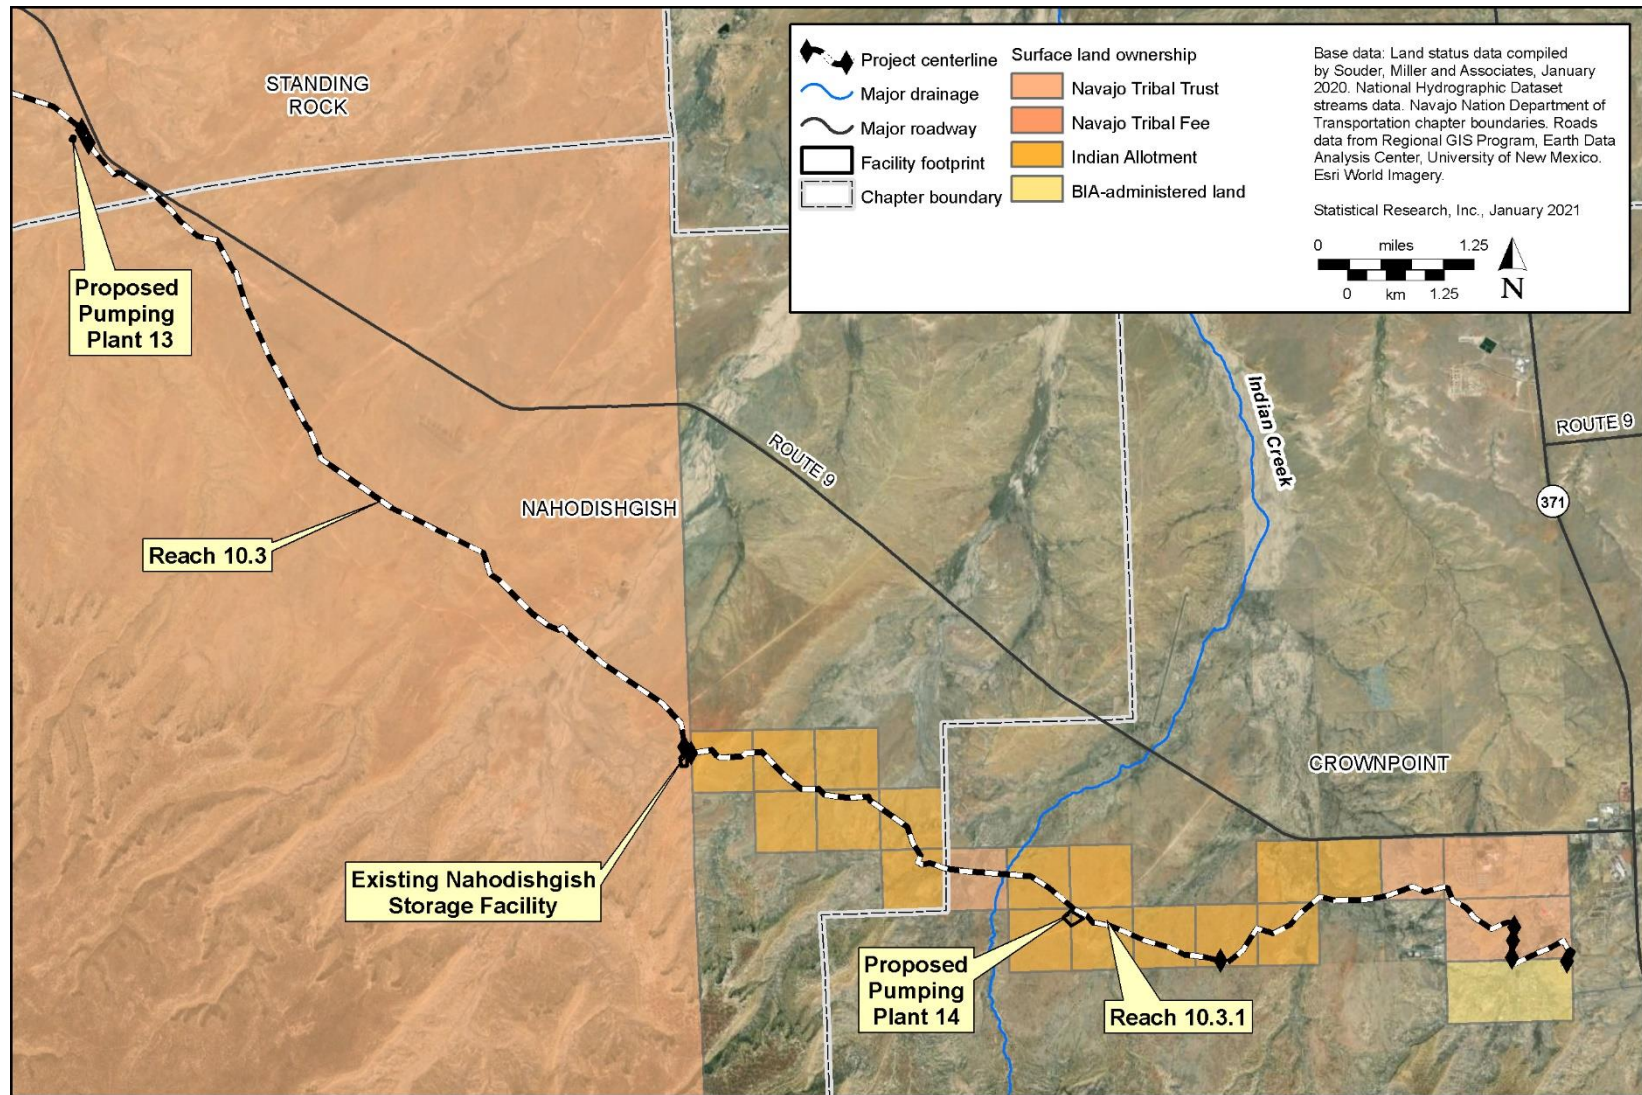 STANDING
ROCK
Project centerline
Major drainage
Major roadway
Facility footprint
Chapter boundary
Surface land ownership
Navajo Tribal Trust
Navajo Tribal Fee
Indian Allotment
BIA-administered land
Base data: Land status data compiled
by Souder, Miller and Associates, January
2020. National Hydrographic Dataset
streams data. Navajo Nation Department of
Transportation chapter boundaries. Roads
data from Regional GIS Program, Earth Data
Analysis Center, University of New Mexico.
Esri World Imagery.
Statistical Research, Inc., January 2021
0 miles 1.25
0 km 1.25
N
Proposed
Pumping
Plant 13
Indian Creek
ROUTE 9
ROUTE 9
371
NAHODISHGISH
Reach 10.3
CROWNPOINT
Existing Nahodishgish
Storage Facility
Proposed
Pumping
Plant 14
Reach 10.3.1